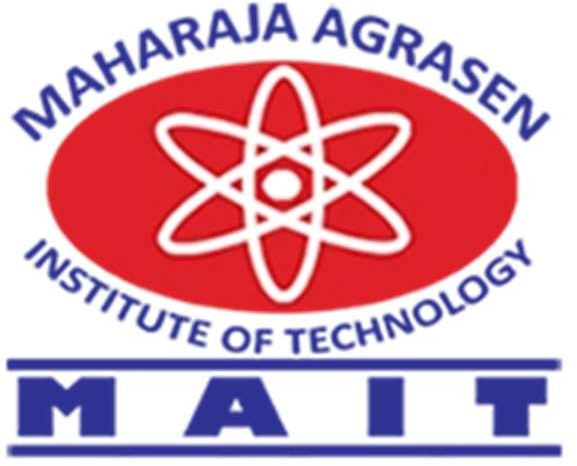 MAHARAJA AGRASEN
INSTITUTE OF TECHNOLOGY
MAIT